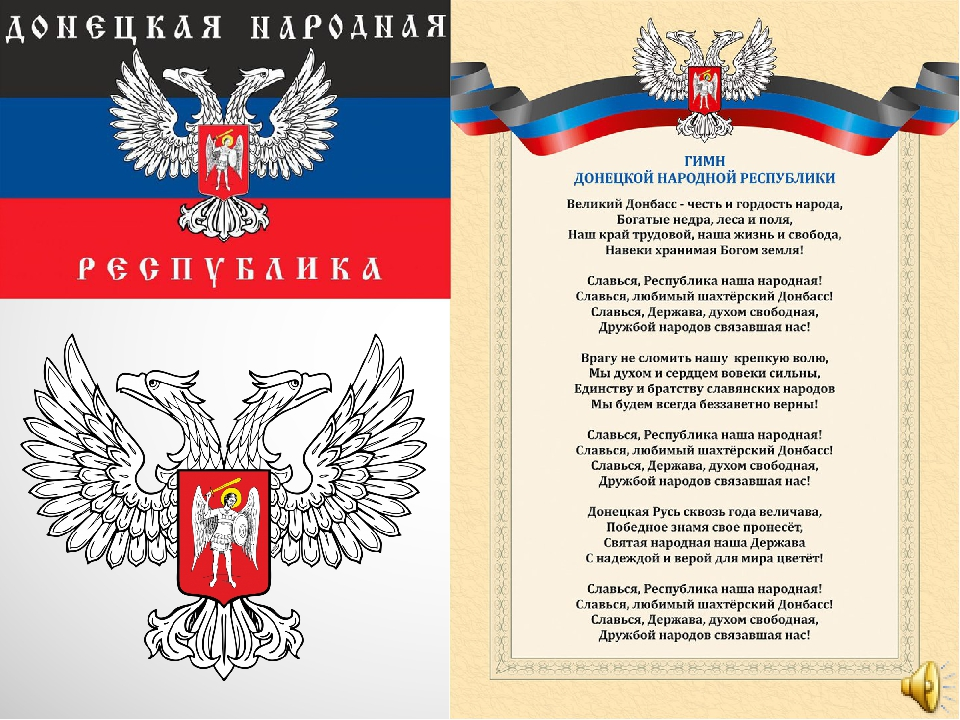 ДОНЕЦКАЯ НАРОДНАЯ
РЕСПУБЛИКА
ГИМН
ДОНЕЦКОЙ НАРОДНОЙ РЕСПУБЛИКИ
Великий Донбасс - честь и гордость народа,
Богатые недра, леса и поля,
Наш край трудовой, наша жизнь и свобода,
Навеки хранимая Богом земля!
Славься, Республика наша народная!
Славься, любимый шахтёрский Донбасс!
Славься, Держава, духом свободная,
Дружбой народов связавшая нас!
Врагу не сломить нашу крепкую волю,
Мы духом и сердцем вовеки сильны,
Единству и братству славянских народов
Мы будем всегда беззаветно верны!
Славься, Республика наша народная!
Славься, любимый шахтёрский Донбасс!
Славься, Держава, духом свободная,
Дружбой народов связавшая нас!
Донецкая Русь сквозь года величава,
Победное знамя свое пронесёт,
Святая народная наша Держава
С надеждой и верой для мира цветёт!
Славься, Республика наша народная!
Славься, любимый шахтёрский Донбасс!
Славься, Держава, духом свободная,
Дружбой народов связавшая нас!